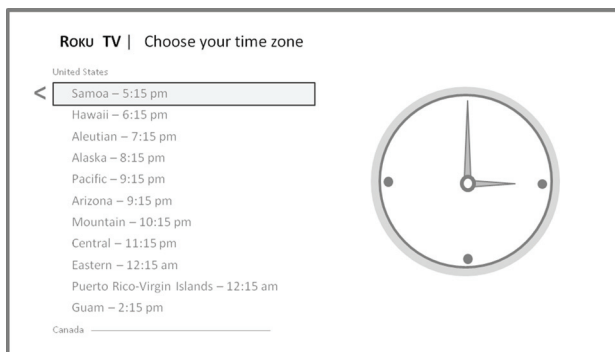 Roku TV | Choose your time zone
United States
<
Samoa – 5:15 pm
Hawaii – 6:15 pm
Aleutian – 7:15 pm
Alaska – 8:15 pm
Pacific – 9:15 pm
Arizona – 9:15 pm
Mountain – 10:15 pm
Central – 11:15 pm
Eastern – 12:15 am
Puerto Rico-Virgin Islands – 12:15 am
Guam – 2:15 pm
Canada